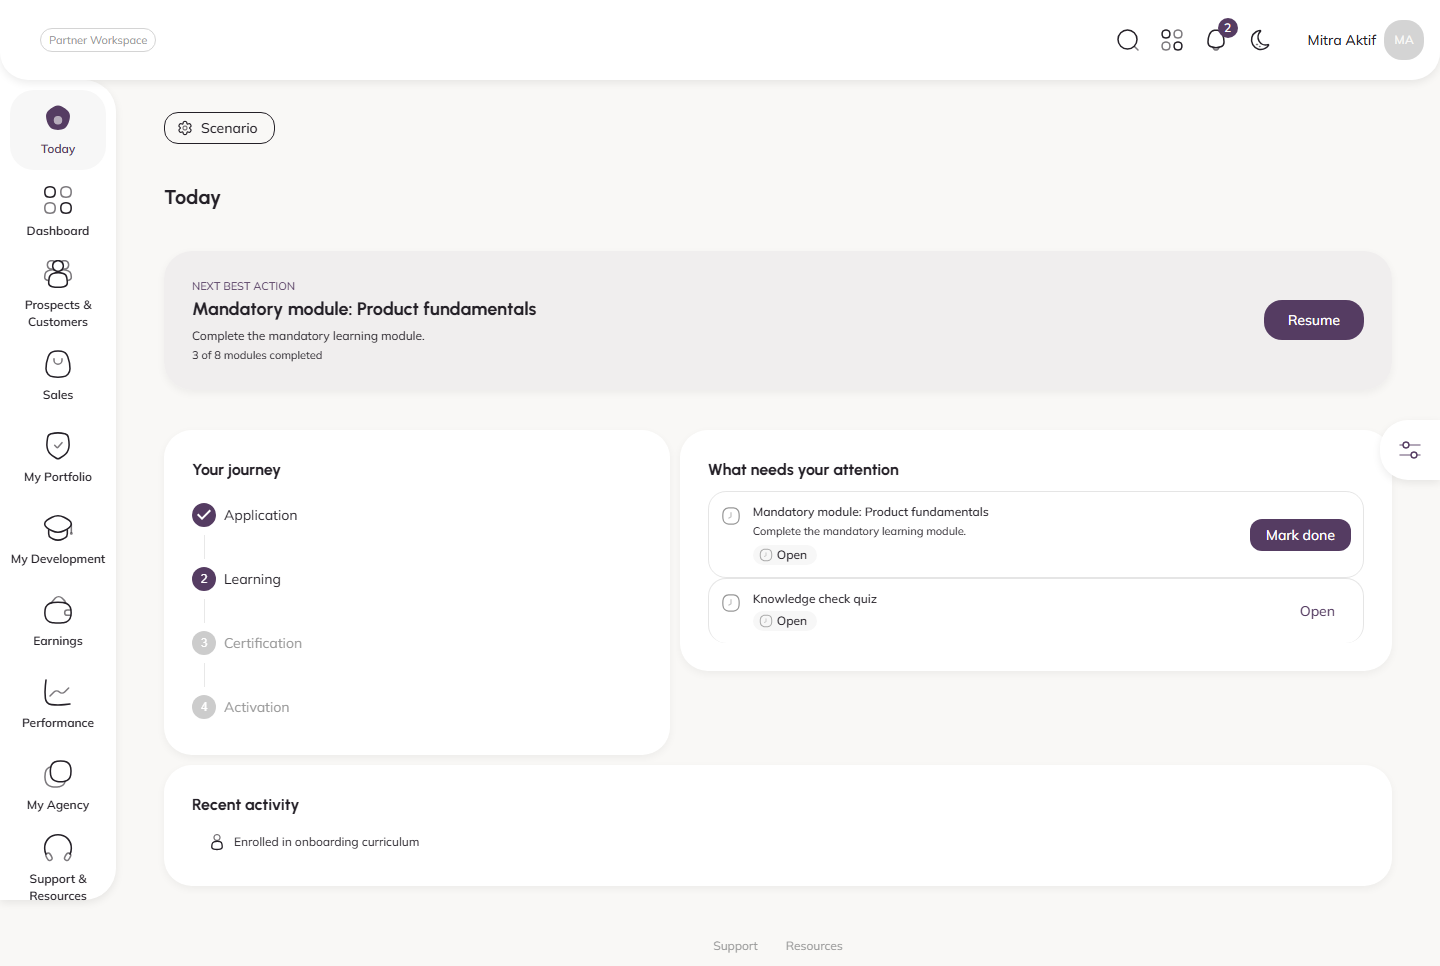 Partner Workspace
2
Mitra Aktif
MA
Today
Dashboard
Prospects &
Customers
Sales
My Portfolio
My Development
Earnings
Performance
My Agency
Support &
Resources
Scenario
Today
NEXT BEST ACTION
Mandatory module: Product fundamentals
Complete the mandatory learning module.
3 of 8 modules completed
Resume
Your journey
Application
2 Learning
3 Certification
4 Activation
What needs your attention
Mandatory module: Product fundamentals
Complete the mandatory learning module.
Open
Mark done
Knowledge check quiz
Open
Open
Recent activity
Enrolled in onboarding curriculum
Support Resources